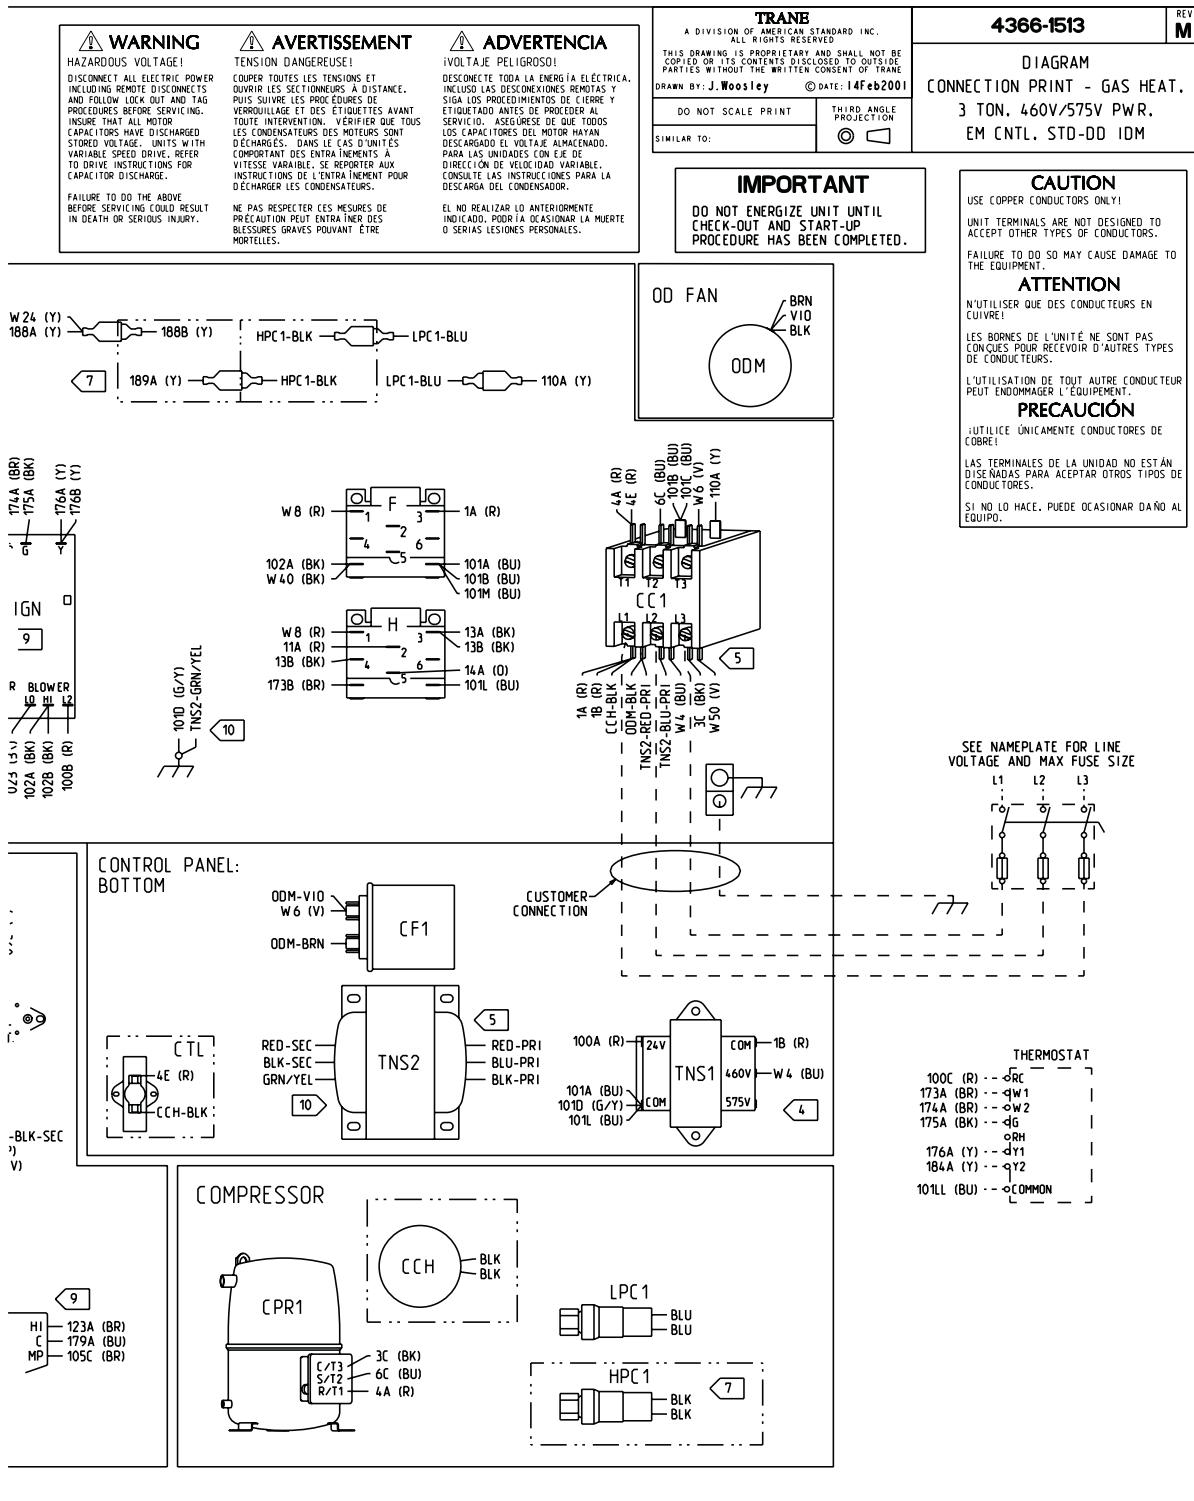 WARNING
HAZARDOUS VOLTAGE!
DISCONNECT ALL ELECTRIC POWER
INCLUDING REMOTE DISCONNECTS
AND FOLLOW LOCK OUT AND TAG
PROCEDURES BEFORE SERVICING.
INSURE THAT ALL MOTOR
CAPACITORS HAVE DISCHARGED
STORED VOLTAGE. UNITS WITH
VARIABLE SPEED DRIVE, REFER
TO DRIVE INSTRUCTIONS FOR
CAPACITOR DISCHARGE.
FAILURE TO DO THE ABOVE
BEFORE SERVICING COULD RESULT
IN DEATH OR SERIOUS INJURY.
AVERTISSEMENT
TENSION DANGEREUSE!
COUPER TOUTES LES TENSIONS ET
OUVRIR LES SECTIONNEURS À DISTANCE,
PUIS SUIVRE LES PROCÉDURES DE
VERROUILLAGE ET DES ÉTIQUETTES AVANT
TOUTE INTERVENTION. VÉRIFIER QUE TOUS
LES CONDENSATEURS DES MOTEURS SONT
DÉCHARGÉS. DANS LE CAS D'UNITÉS
COMPORTANT DES ENTRAÎNEMENTS À
VITESSE VARAIBLE, SE REPORTER AUX
INSTRUCTIONS DE L'ENTRAÎNEMENT POUR
DÉCHARGER LES CONDENSATEURS.
NE PAS RESPECTER CES MESURES DE
PRÉCAUTION PEUT ENTRAÎNER DES
BLESSURES GRAVES POUVANT ÊTRE
MORTELLES.
ADVERTENCIA
¡VOLTAJE PELIGROSO!
DESCONECTE TODA LA ENERGÍA ELÉCTRICA,
INCLUSO LAS DESCONEXIONES REMOTAS Y
SIGA LOS PROCEDIMIENTOS DE CIERRE Y
ETIQUETADO ANTES DE PROCEDER AL
SERVICIO. ASEGÚRESE DE QUE TODOS
LOS CAPACITORES DEL MOTOR HAYAN
DESCARGADO EL VOLTAJE ALMACENADO.
PARA LAS UNIDADES CON EJE DE
DIRECCIÓN DE VELOCIDAD VARIABLE,
CONSULTE LAS INSTRUCCIONES PARA LA
DESCARGA DEL CONDENSADOR.
EL NO REALIZAR LO ANTERIORMENTE
INDICADO, PODRÍA OCASIONAR LA MUERTE
O SERIAS LESIONES PERSONALES.
TRANE
A DIVISION OF AMERICAN STANDARD INC.
ALL RIGHTS RESERVED
THIS DRAWING IS PROPRIETARY AND SHALL NOT BE
COPIED OR ITS CONTENTS DISCLOSED TO OUTSIDE
PARTIES WITHOUT THE WRITTEN CONSENT OF TRANE
DRAWN BY: J.Woosley © DATE: 14Feb2001
DO NOT SCALE PRINT
THIRD ANGLE
PROJECTION
SIMILAR TO:
4366-1513
REV
M
DIAGRAM
CONNECTION PRINT - GAS HEAT,
3 TON, 460V/575V PWR,
EM CNTL, STD-DD IDM
IMPORTANT
DO NOT ENERGIZE UNIT UNTIL
CHECK-OUT AND START-UP
PROCEDURE HAS BEEN COMPLETED.
CAUTION
USE COPPER CONDUCTORS ONLY!
UNIT TERMINALS ARE NOT DESIGNED TO
ACCEPT OTHER TYPES OF CONDUCTORS.
FAILURE TO DO SO MAY CAUSE DAMAGE TO
THE EQUIPMENT.
ATTENTION
N'UTILISER QUE DES CONDUCTEURS EN
CUIVRE!
LES BORNES DE L'UNITÉ NE SONT PAS
CONÇUES POUR RECEVOIR D'AUTRES TYPES
DE CONDUCTEURS.
L'UTILISATION DE TOUT AUTRE CONDUCTEUR
PEUT ENDOMMAGER L'ÉQUIPEMENT.
PRECAUCIÓN
¡UTILICE ÚNICAMENTE CONDUCTORES DE
COBRE!
LAS TERMINALES DE LA UNIDAD NO ESTÁN
DISEÑADAS PARA ACEPTAR OTROS TIPOS DE
CONDUCTORES.
SI NO LO HACE, PUEDE OCASIONAR DAÑO AL
EQUIPO.
W24 (Y)
188A (Y)
188B (Y)
HPC1-BLK
LPC1-BLU
7
189A (Y)
HPC1-BLK
LPC1-BLU
110A (Y)
OD FAN
BRN
VIO
BLK
ODM
174A (BR)
175A (BK)
176A (Y)
176B (Y)
G
Y
IGN
9
R BLOWER
LO HI L2
102A (BK)
102B (BK)
100B (R)
101D (G/Y)
TNS2-GRN/YEL
10
F
W8 (R)
1
3
1A (R)
2
4
6
5
102A (BK)
W40 (BK)
101A (BU)
101B (BU)
101M (BU)
H
W8 (R)
1
3
13A (BK)
11A (R)
2
13B (BK)
13B (BK)
4
6
14A (O)
5
173B (BR)
101L (BU)
4A (R)
4E (R)
6C (BU)
101B (BU)
101C (BU)
W6 (V)
110A (Y)
T1 T2 T3
CC1
L1 L2 L3
5
1A (R)
1B (R)
CCH-BLK
ODM-BLK
TNS2-RED-PRI
TNS2-BLU-PRI
W4 (BU)
3C (BK)
W50 (V)
SEE NAMEPLATE FOR LINE
VOLTAGE AND MAX FUSE SIZE
L1 L2 L3
CUSTOMER
CONNECTION
CONTROL PANEL:
BOTTOM
ODM-VIO
W6 (V)
ODM-BRN
CF1
CTL
4E (R)
CCH-BLK
5
RED-SEC
BLK-SEC
GRN/YEL
TNS2
RED-PRI
BLU-PRI
BLK-PRI
10
100A (R)
24V
COM
1B (R)
TNS1
460V
W4 (BU)
101A (BU)
101D (G/Y)
101L (BU)
COM
575V
4
THERMOSTAT
100C (R) RC
173A (BR) W1
174A (BR) W2
175A (BK) G
RH
176A (Y) Y1
184A (Y) Y2
101LL (BU) COMMON
-BLK-SEC
V)
COMPRESSOR
CCH
BLK
BLK
CPR1
C/T3
S/T2
R/T1
3C (BK)
6C (BU)
4A (R)
LPC1
BLU
BLU
HPC1
7
BLK
BLK
9
HI 123A (BR)
C 179A (BU)
MP 105C (BR)